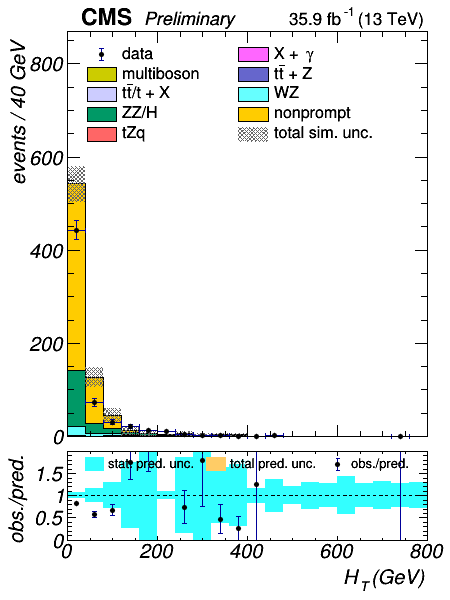 CMS Preliminary 35.9 fb⁻¹ (13 TeV)
events / 40 GeV
800
600
400
200
0
data
multiboson
tt̄/t + X
ZZ/H
tZq
X + γ
tt̄ + Z
WZ
nonprompt
total sim. unc.
obs./pred.
1.5
1
0.5
0
stat pred. unc. total pred. unc. obs./pred.
0 200 400 600 800
H_T(GeV)